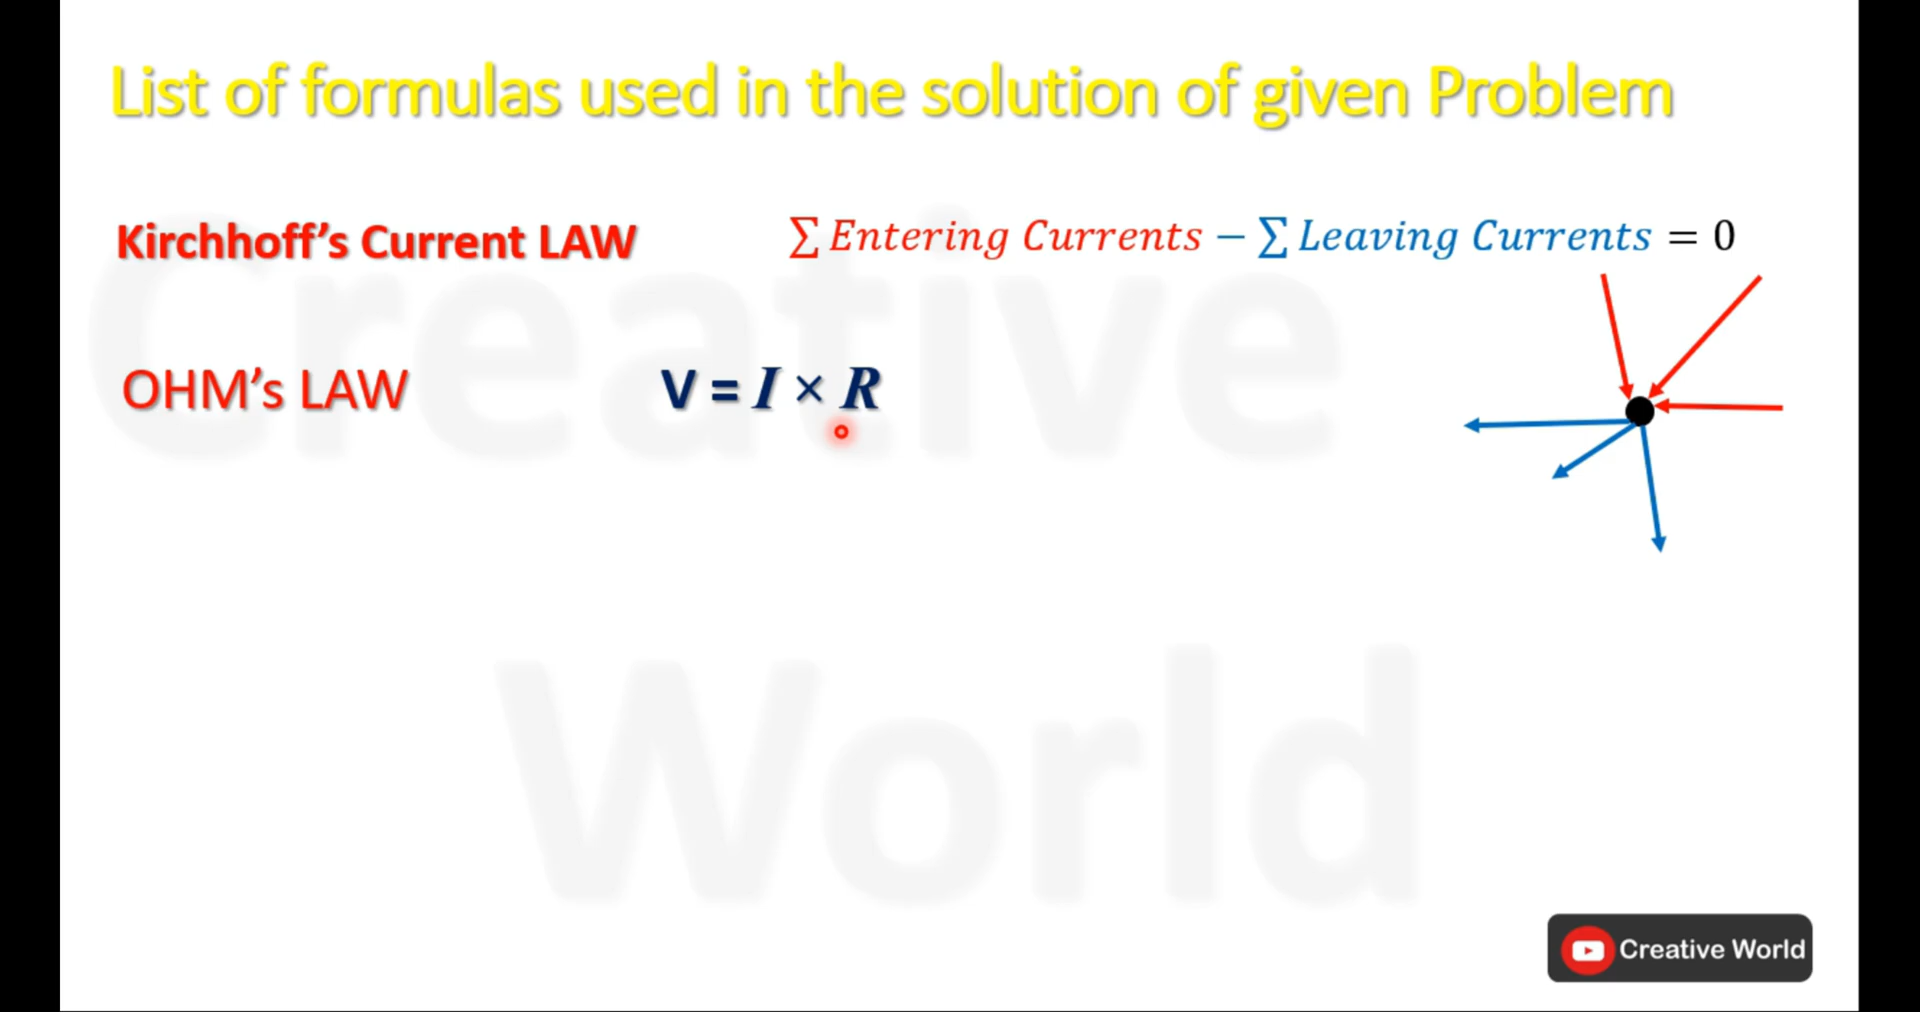 List of formulas used in the solution of given Problem
Kirchhoff's Current LAW
∑ Entering Currents − ∑ Leaving Currents = 0
OHM's LAW
V = I × R
Creative
World
Creative World